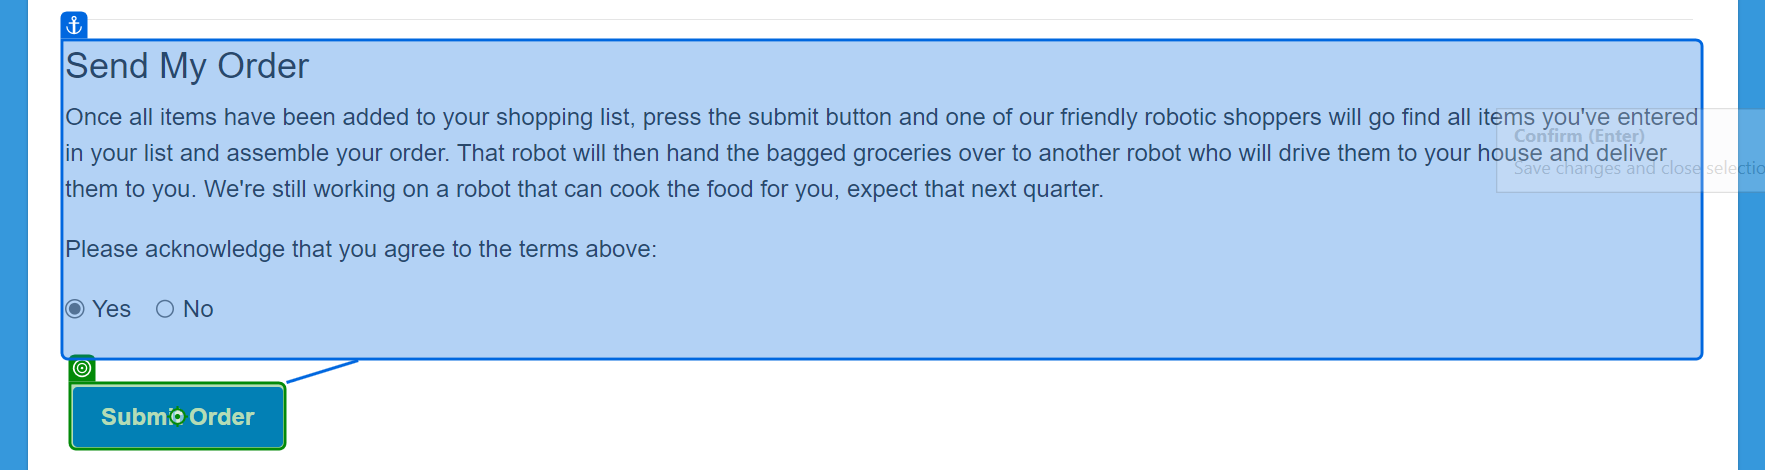 Send My Order
Once all items have been added to your shopping list, press the submit button and one of our friendly robotic shoppers will go find all items you've entered
in your list and assemble your order. That robot will then hand the bagged groceries over to another robot who will drive them to your house and deliver
them to you. We're still working on a robot that can cook the food for you, expect that next quarter.
Confirm (Enter)
Save changes and close selectio
Please acknowledge that you agree to the terms above:
Yes No
Submit Order